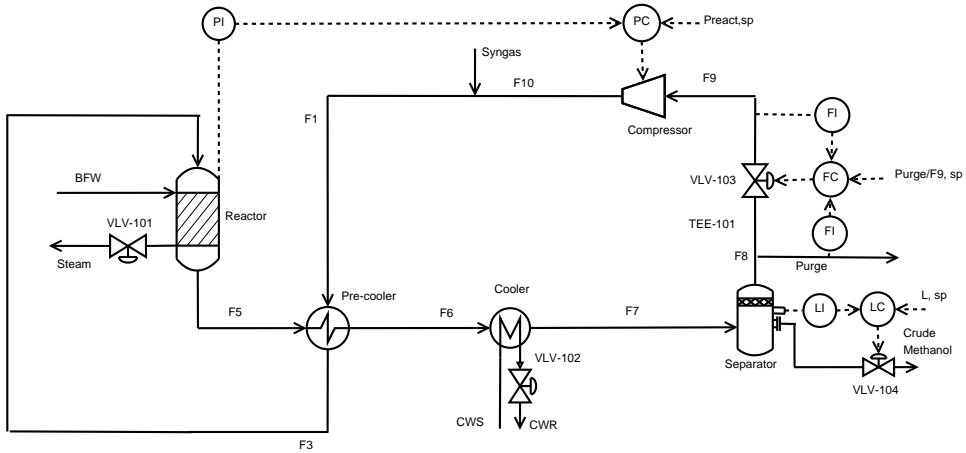 PI
PC
Preact,sp
Syngas
F10
F9
F1
Compressor
FI
BFW
VLV-103
FC
Purge/F9, sp
VLV-101
Reactor
TEE-101
FI
Steam
F8
Purge
Pre-cooler
Cooler
L, sp
F5
F6
F7
LI
LC
Crude
Methanol
VLV-102
Separator
VLV-104
CWS
CWR
F3